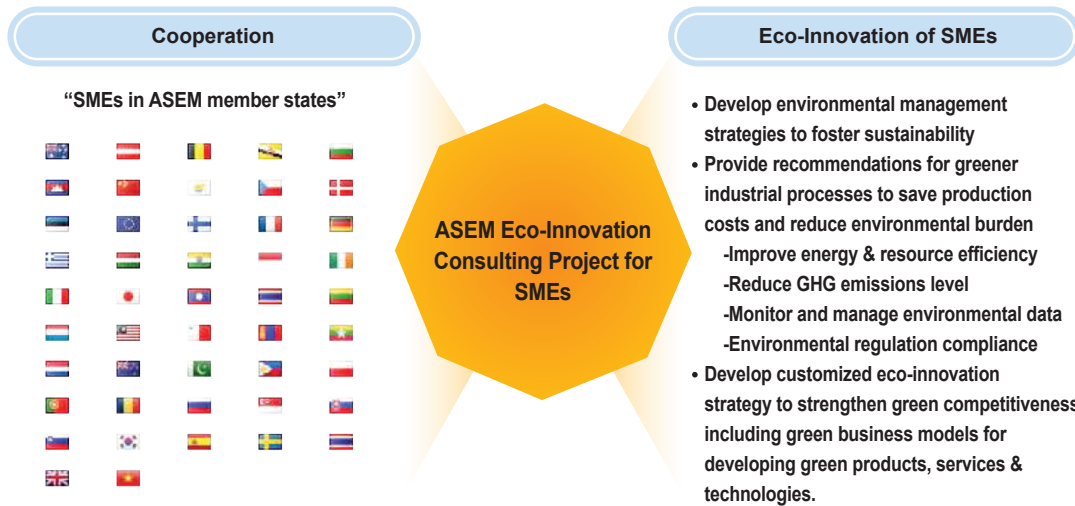 Cooperation
“SMEs in ASEM member states”
ASEM Eco-Innovation
Consulting Project for
SMEs
Eco-Innovation of SMEs
• Develop environmental management
strategies to foster sustainability
• Provide recommendations for greener
industrial processes to save production
costs and reduce environmental burden
-Improve energy & resource efficiency
-Reduce GHG emissions level
-Monitor and manage environmental data
-Environmental regulation compliance
• Develop customized eco-innovation
strategy to strengthen green competitiveness
including green business models for
developing green products, services &
technologies.